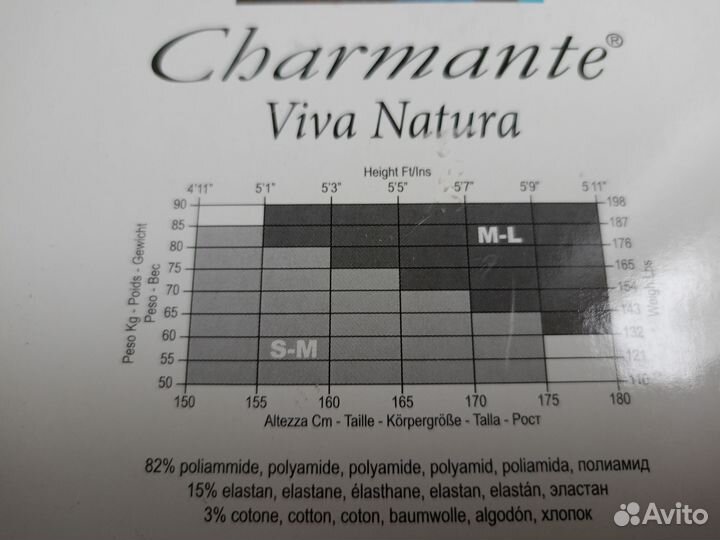 Charmante®
Viva Natura
Height Ft/Ins
4'11" 5'1" 5'3" 5'5" 5'7" 5'9" 5'11"
90 198
85 187
80 M-L 176
75 165
70 154
65 143
60 132
55 S-M 121
50 110
150 155 160 165 170 175 180
Peso Kg - Poids - Gewicht
Peso - Вес
Weight Lbs
Altezza Cm - Taille - Körpergröße - Talla - Рост
82% poliammide, polyamide, polyamide, polyamid, poliamida, полиамид
15% elastan, elastane, élasthane, elastan, elastán, эластан
3% cotone, cotton, coton, baumwolle, algodón, хлопок
Avito